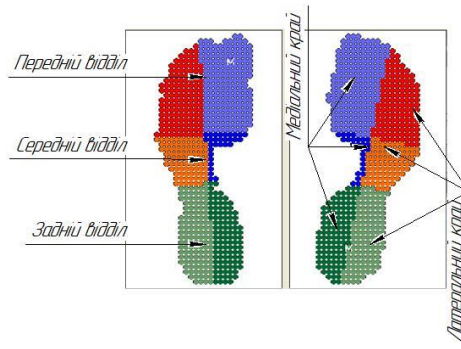 Передній відділ
Середній відділ
Задній відділ
Медіальний край
Латеральний край
M